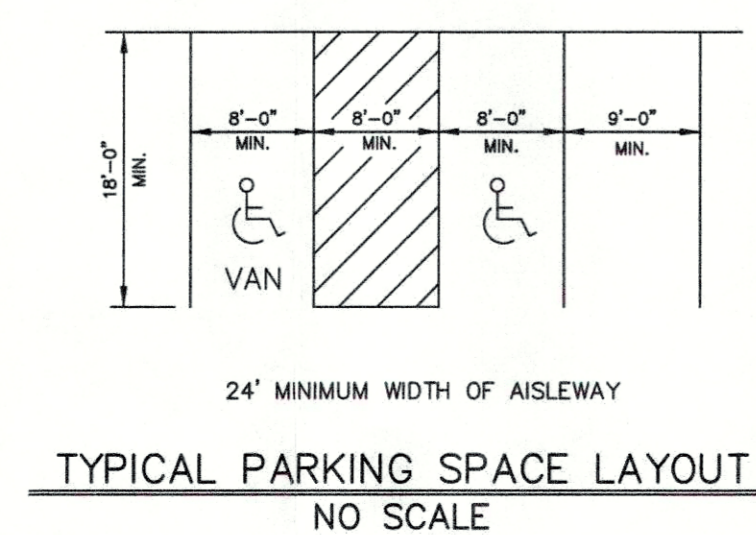 8'-0" 8'-0" 8'-0" 9'-0"
MIN. MIN. MIN. MIN.
18'-0"
MIN.
VAN
24' MINIMUM WIDTH OF AISLEWAY
TYPICAL PARKING SPACE LAYOUT
NO SCALE